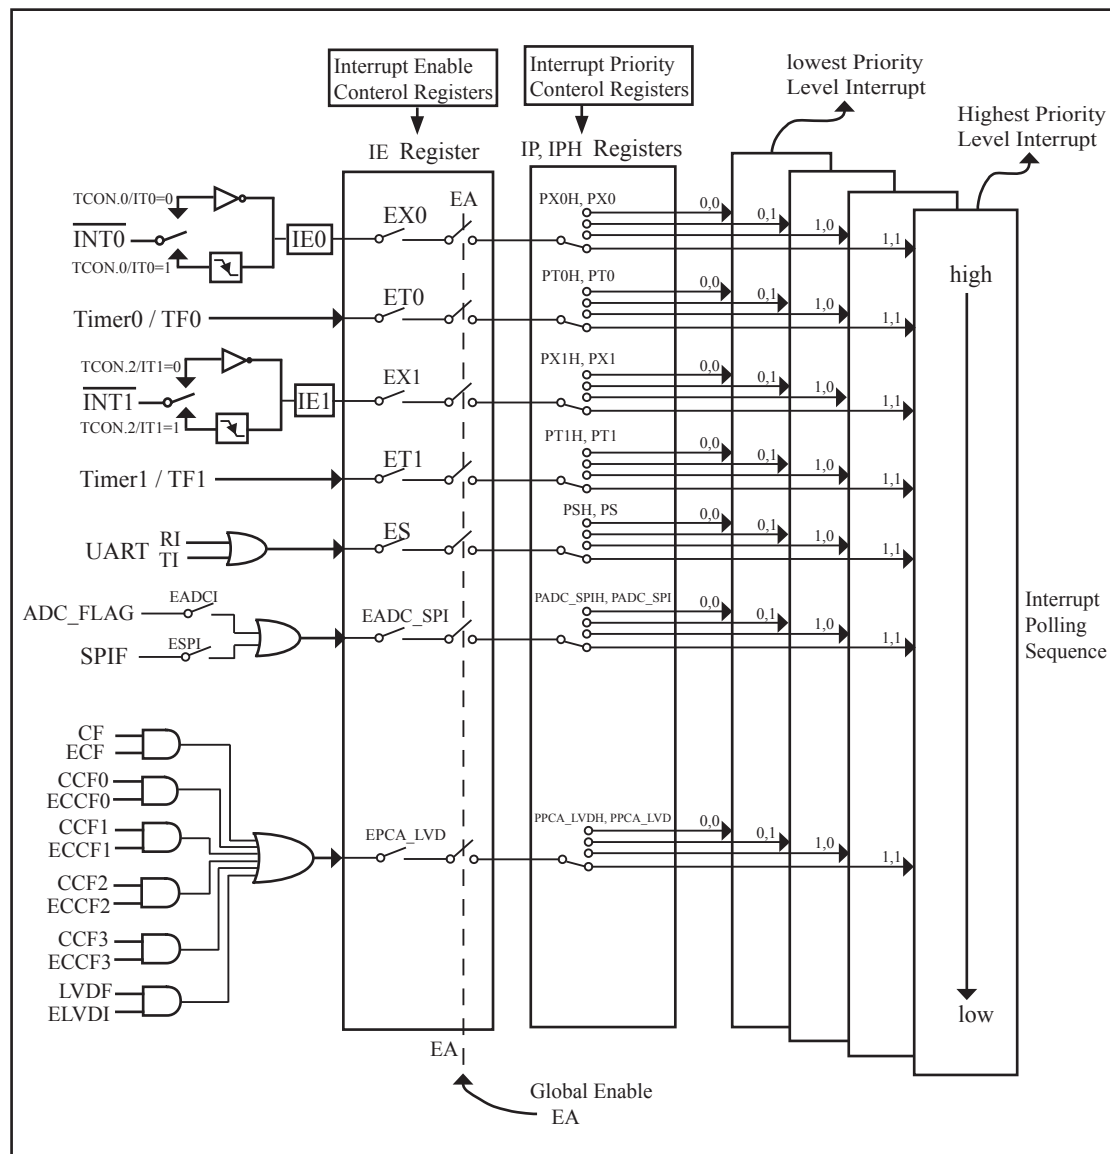 Interrupt Enable
Conterol Registers
Interrupt Priority
Conterol Registers
lowest Priority
Level Interrupt
Highest Priority
Level Interrupt
IE Register
IP, IPH Registers
TCON.0/IT0=0
INT0
TCON.0/IT0=1
IE0
EX0
EA
PX0H, PX0
0,0
0,1
1,0
1,1
high
Timer0 / TF0
ET0
PT0H, PT0
0,0
0,1
1,0
1,1
TCON.2/IT1=0
INT1
TCON.2/IT1=1
IE1
EX1
PX1H, PX1
0,0
0,1
1,0
1,1
Timer1 / TF1
ET1
PT1H, PT1
0,0
0,1
1,0
1,1
UART
RI
TI
ES
PSH, PS
0,0
0,1
1,0
1,1
ADC_FLAG
EADCI
SPIF
ESPI
EADC_SPI
PADC_SPIH, PADC_SPI
0,0
0,1
1,0
1,1
Interrupt
Polling
Sequence
CF
ECF
CCF0
ECCF0
CCF1
ECCF1
CCF2
ECCF2
CCF3
ECCF3
LVDF
ELVDI
EPCA_LVD
PPCA_LVDH, PPCA_LVD
0,0
0,1
1,0
1,1
low
EA
Global Enable
EA